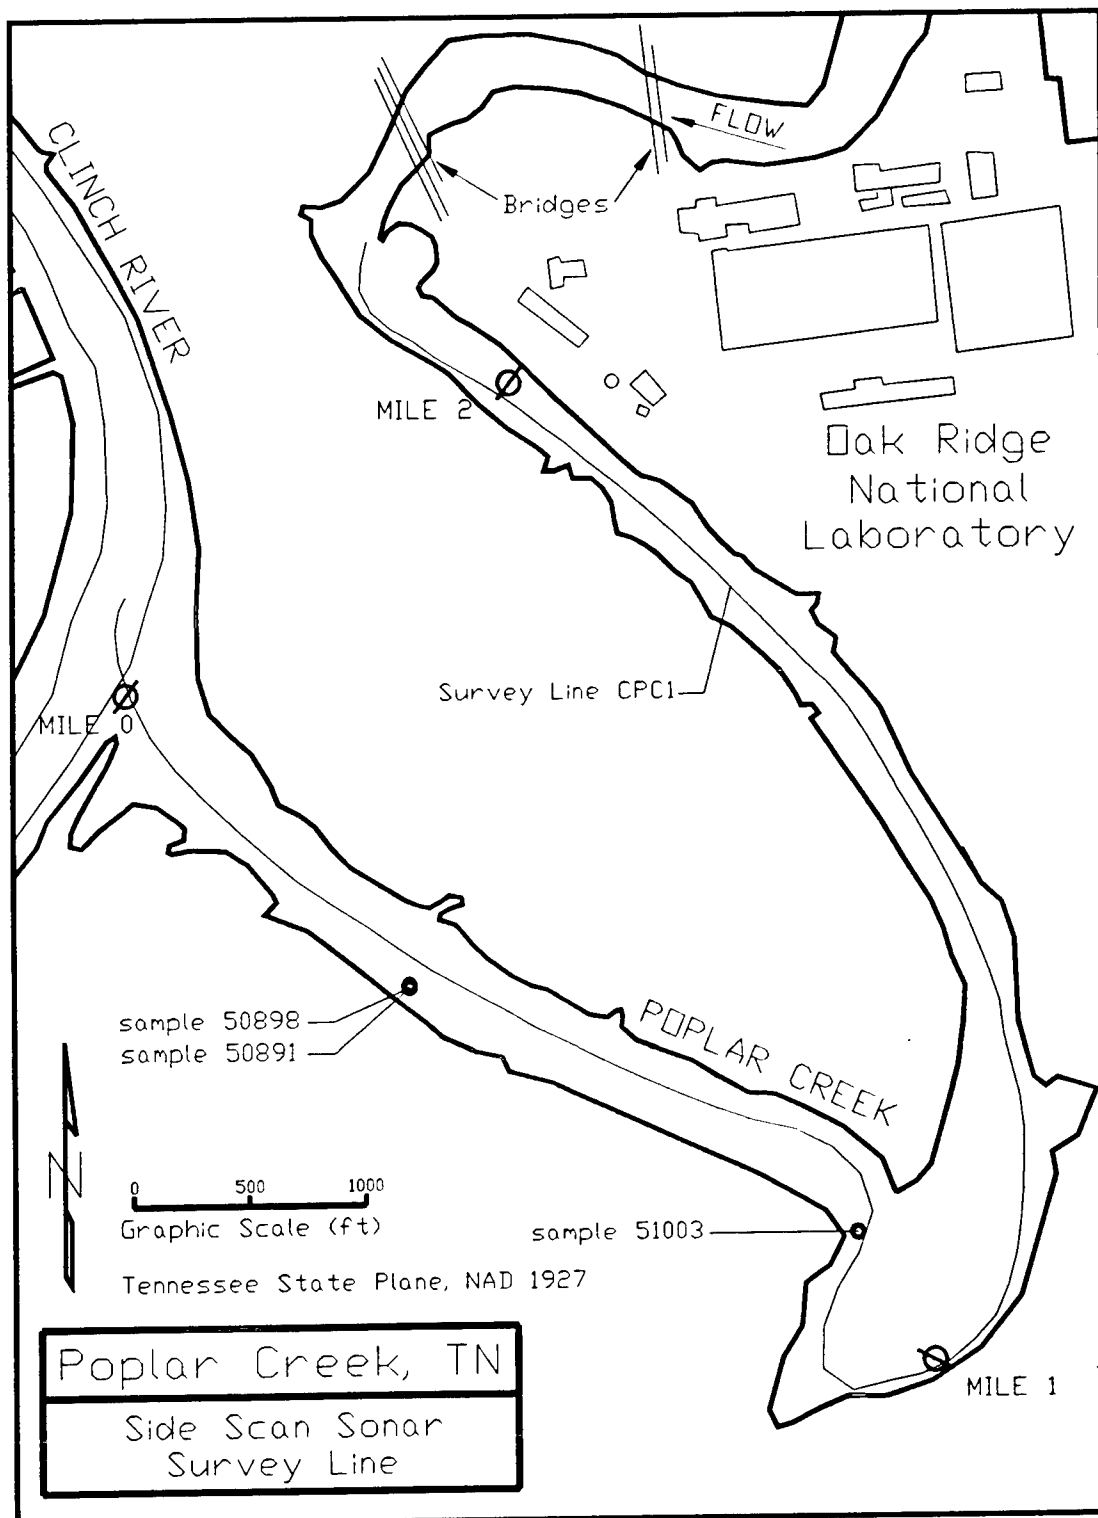 FLOW
CLINCH RIVER
Bridges
MILE 2
Oak Ridge
National
Laboratory
Survey Line CPC1
MILE 0
sample 50898
sample 50891
POPLAR CREEK
N
0 500 1000
Graphic Scale (ft)
sample 51003
Tennessee State Plane, NAD 1927
Poplar Creek, TN
MILE 1
Side Scan Sonar
Survey Line